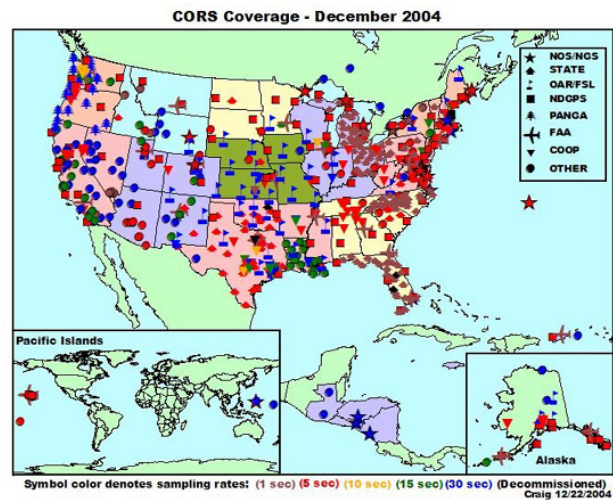 CORS Coverage - December 2004
NOS/NGS
STATE
OAR/FSL
NDGPS
PANGA
FAA
COOP
OTHER
Pacific Islands
Alaska
Symbol color denotes sampling rates: (1 sec) (5 sec) (10 sec) (15 sec) (30 sec) (Decommissioned)
Craig 12/22/2004